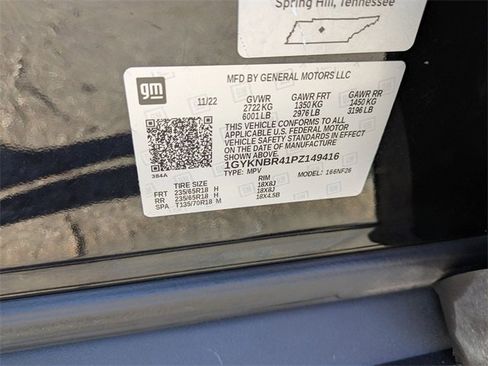 Spring Hill, Tennessee
gm
MFD BY GENERAL MOTORS LLC
11/22 GVWR GAWR FRT GAWR RR
2722 KG 1350 KG 1450 KG
6001 LB 2976 LB 3196 LB
THIS VEHICLE CONFORMS TO ALL
APPLICABLE U.S. FEDERAL MOTOR
VEHICLE SAFETY STANDARDS IN EFFECT
ON THE DATE OF MANUFACTURE
SHOWN ABOVE.
1GYKNBR41PZ149416
TYPE: MPV MODEL: 166NF26
384A
TIRE SIZE RIM
FRT 235/65R18 H 18X8J
RR 235/65R18 H 18X8J
SPA T135/70R18 M 18X4.5B